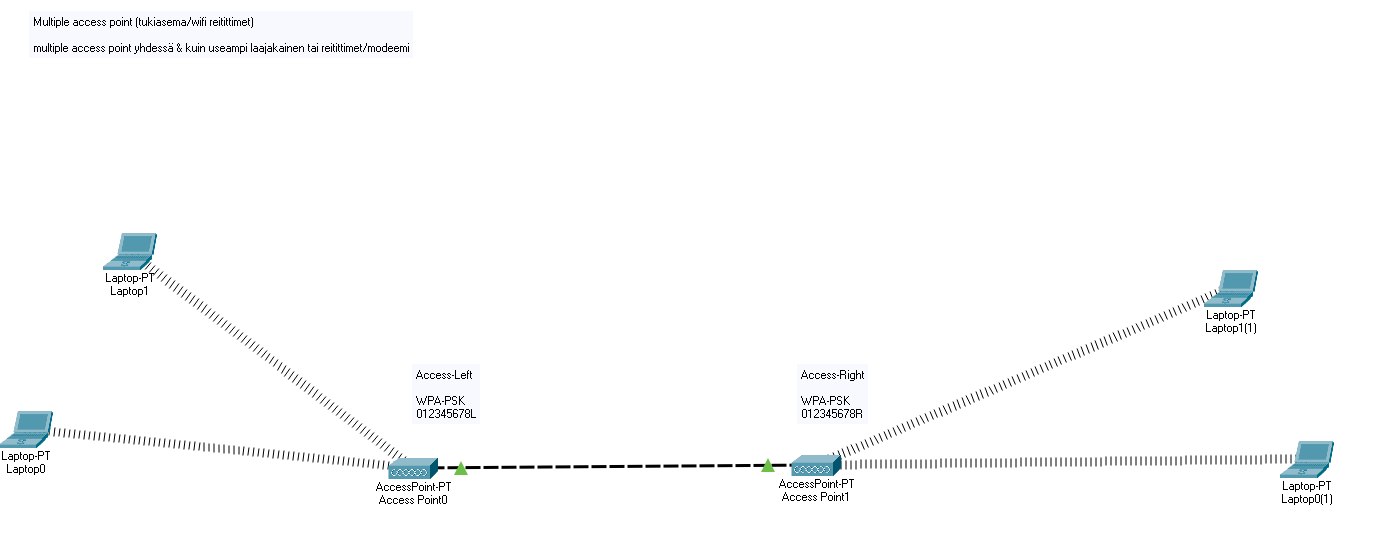 Multiple access point (tukiasema/wifi reitittimet)
multiple access point yhdessä & kuin useampi laajakainen tai reitittimet/modeemi
Laptop-PT
Laptop1
Laptop-PT
Laptop1(1)
Access-Left
WPA-PSK
012345678L
Access-Right
WPA-PSK
012345678R
Laptop-PT
Laptop0
AccessPoint-PT
Access Point0
AccessPoint-PT
Access Point1
Laptop-PT
Laptop0(1)